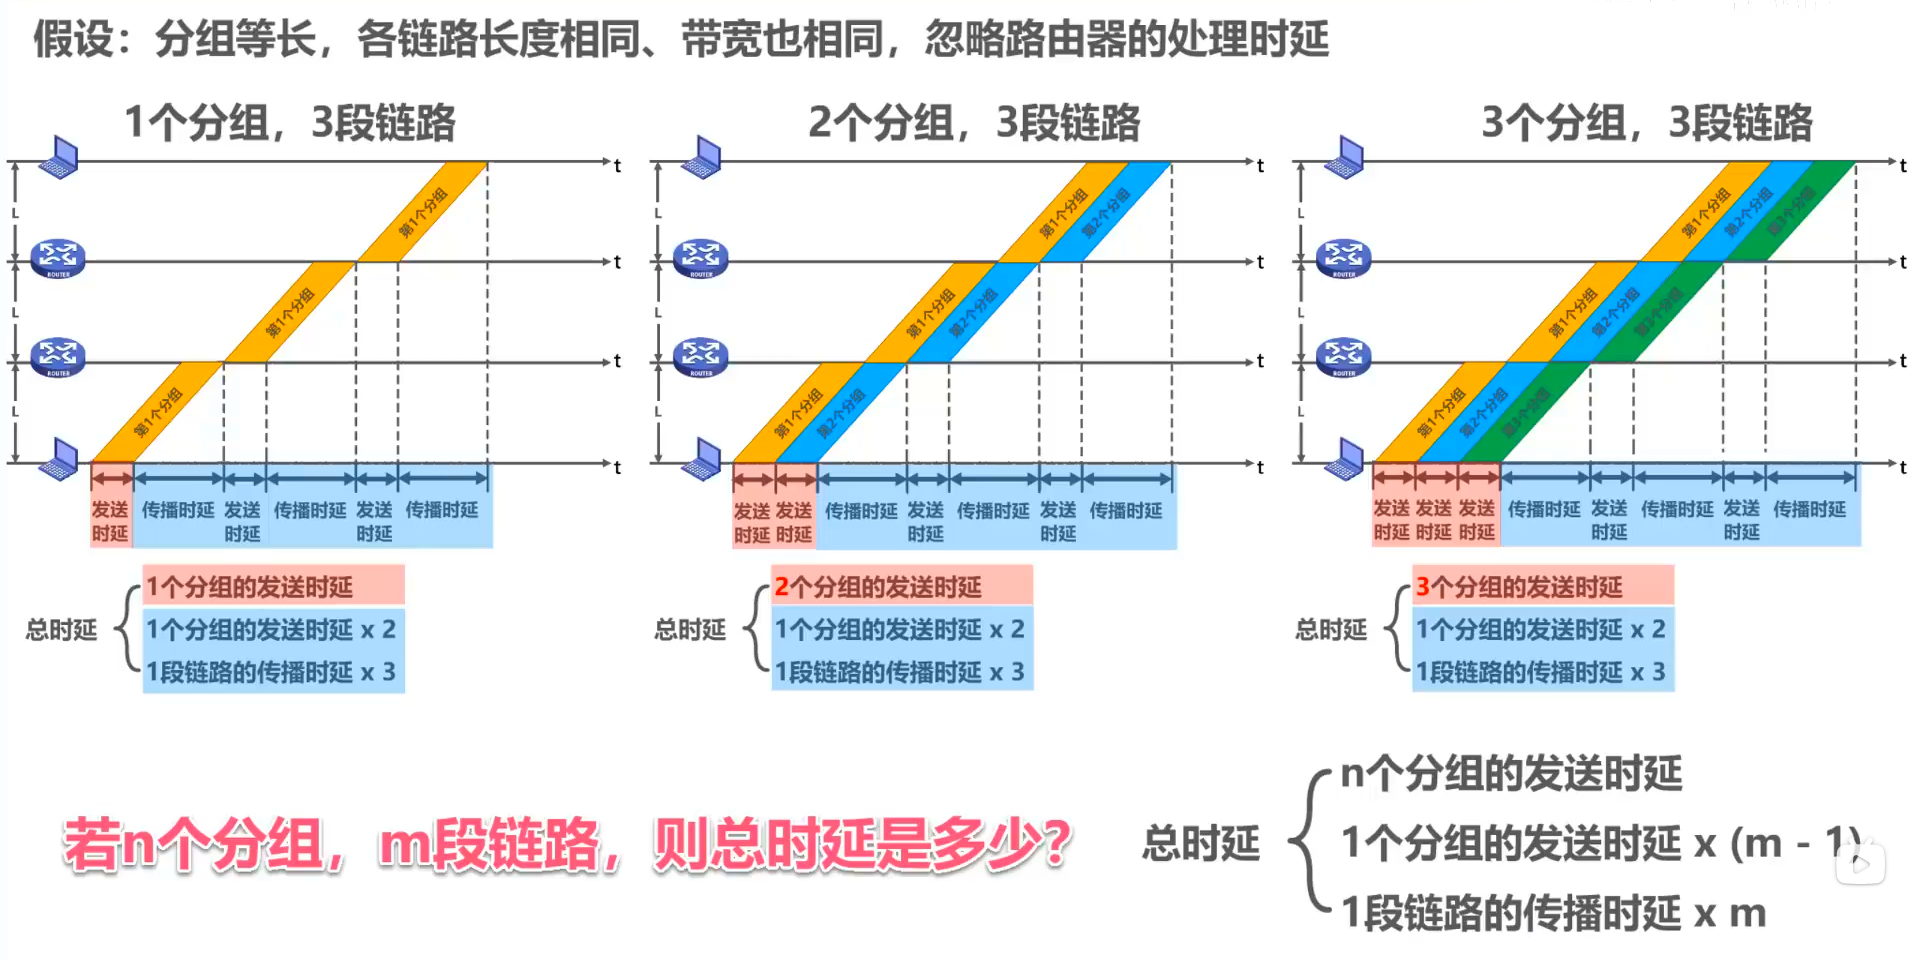 假设：分组等长，各链路长度相同、带宽也相同，忽略路由器的处理时延
1个分组，3段链路
t
L
第1个分组
ROUTER
t
L
第1个分组
ROUTER
t
L
第1个分组
t
发送时延
传播时延
发送时延
传播时延
发送时延
传播时延
总时延
1个分组的发送时延
1个分组的发送时延 x 2
1段链路的传播时延 x 3
2个分组，3段链路
t
L
第1个分组
第2个分组
ROUTER
t
L
第1个分组
第2个分组
ROUTER
t
L
第1个分组
第2个分组
t
发送时延
发送时延
传播时延
发送时延
传播时延
发送时延
传播时延
总时延
2个分组的发送时延
1个分组的发送时延 x 2
1段链路的传播时延 x 3
3个分组，3段链路
t
L
第1个分组
第2个分组
第3个分组
ROUTER
t
L
第1个分组
第2个分组
第3个分组
ROUTER
t
L
第1个分组
第2个分组
第3个分组
t
发送时延
发送时延
发送时延
传播时延
发送时延
传播时延
发送时延
传播时延
总时延
3个分组的发送时延
1个分组的发送时延 x 2
1段链路的传播时延 x 3
若n个分组，m段链路，则总时延是多少？
总时延
n个分组的发送时延
1个分组的发送时延 x (m - 1)
1段链路的传播时延 x m